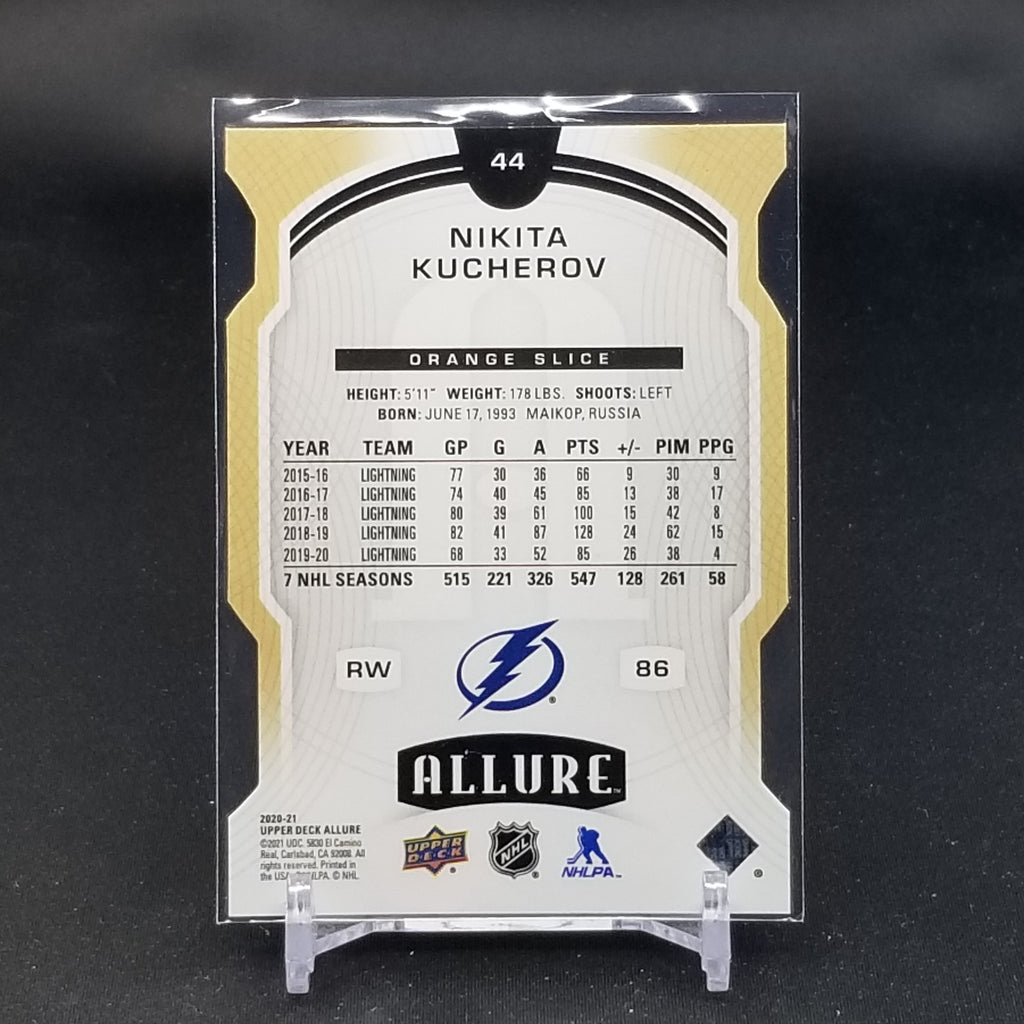 44
NIKITA
KUCHEROV
ORANGE SLICE
HEIGHT: 5'11" WEIGHT: 178 LBS. SHOOTS: LEFT
BORN: JUNE 17, 1993 MAIKOP, RUSSIA
YEAR TEAM GP G A PTS +/- PIM PPG
2015-16 LIGHTNING 77 30 36 66 9 30 9
2016-17 LIGHTNING 74 40 45 85 13 38 17
2017-18 LIGHTNING 80 39 61 100 15 42 8
2018-19 LIGHTNING 82 41 87 128 24 62 15
2019-20 LIGHTNING 68 33 52 85 26 38 4
7 NHL SEASONS 515 221 326 547 128 261 58
RW 86
ALLURE™
2020-21
UPPER DECK ALLURE
©2021 UDC. 5830 El Camino
Real, Carlsbad, CA 92008. All
rights reserved. Printed in
the © NHL
UPPER DECK
NHL
NHLPA™